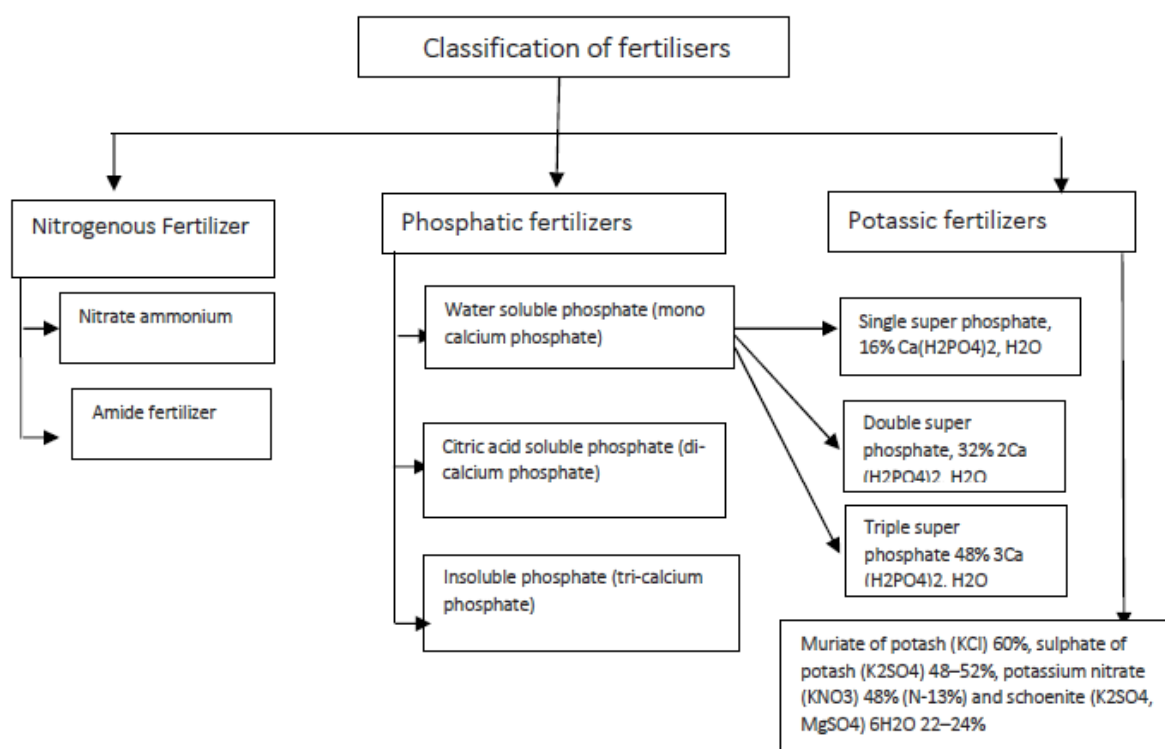 Classification of fertilisers
Nitrogenous Fertilizer
Nitrate ammonium
Amide fertilizer
Phosphatic fertilizers
Water soluble phosphate (mono
calcium phosphate)
Citric acid soluble phosphate (di-
calcium phosphate)
Insoluble phosphate (tri-calcium
phosphate)
Single super phosphate,
16% Ca(H2PO4)2, H2O
Double super
phosphate, 32% 2Ca
(H2PO4)2, H2O
Triple super
phosphate 48% 3Ca
(H2PO4)2, H2O
Potassic fertilizers
Muriate of potash (KCl) 60%, sulphate of
potash (K2SO4) 48–52%, potassium nitrate
(KNO3) 48% (N-13%) and schoenite (K2SO4,
MgSO4) 6H2O 22–24%